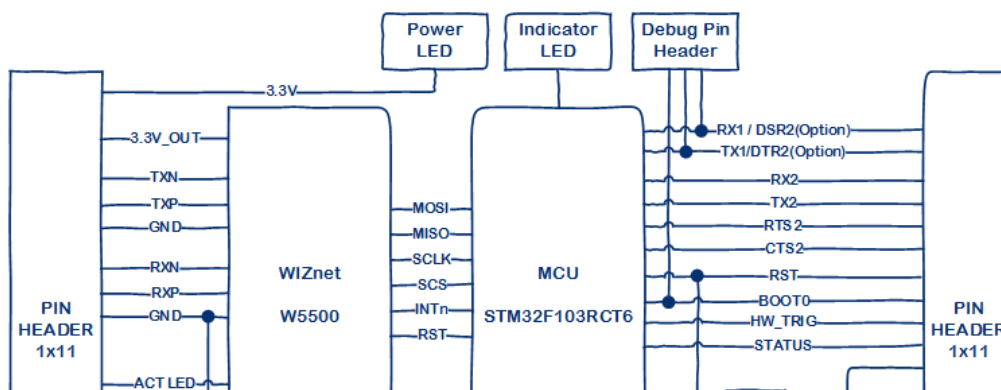 Power
LED
Indicator
LED
Debug Pin
Header
3.3V
3.3V_OUT
TXN
TXP
GND
RXN
RXP
GND
ACT LED
PIN
HEADER
1x11
WIZnet
W5500
MOSI
MISO
SCLK
SCS
INTn
RST
MCU
STM32F103RCT6
RX1 / DSR2(Option)
TX1/DTR2(Option)
RX2
TX2
RTS2
CTS2
RST
BOOT0
HW_TRIG
STATUS
PIN
HEADER
1x11